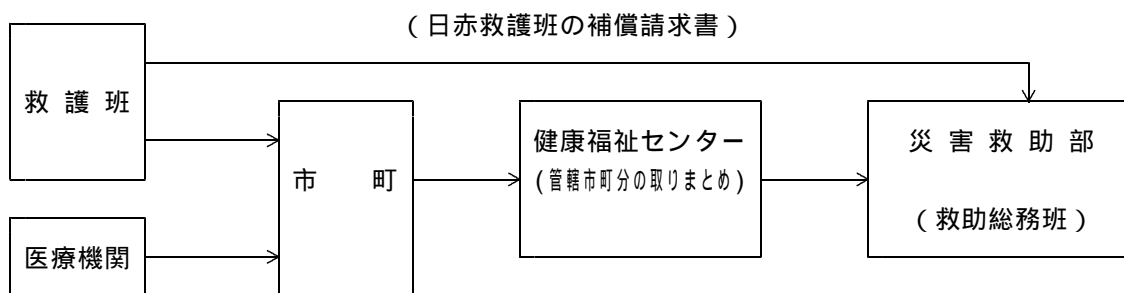 (日赤救護班の補償請求書)
救護班
市町
健康福祉センター
(管轄市町分の取りまとめ)
災害救助部
(救助総務班)
医療機関